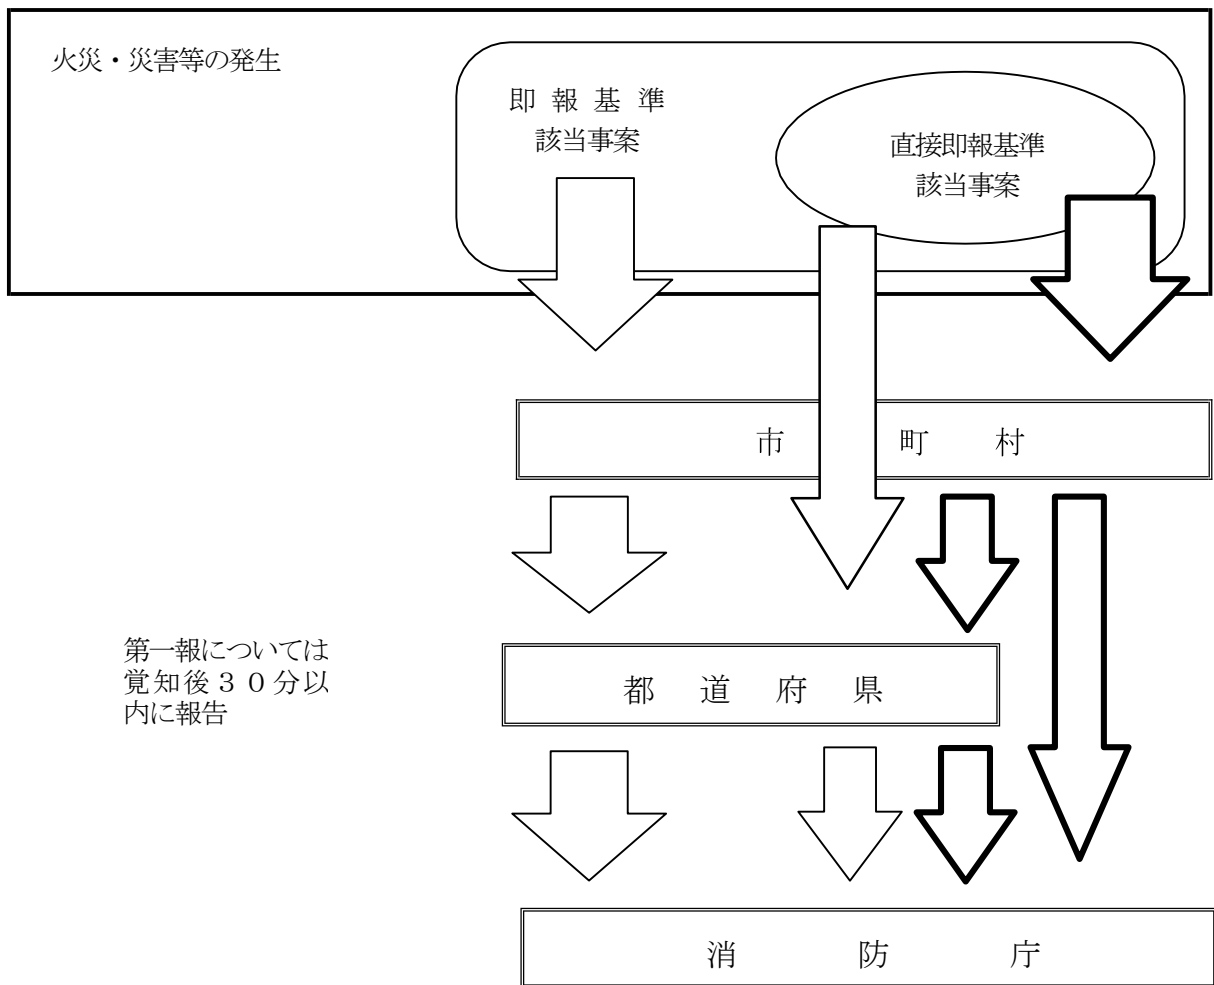 火災・災害等の発生
即報基準
該当事案
直接即報基準
該当事案
市町村
第一報については
覚知後３０分以
内に報告
都道府県
消防庁